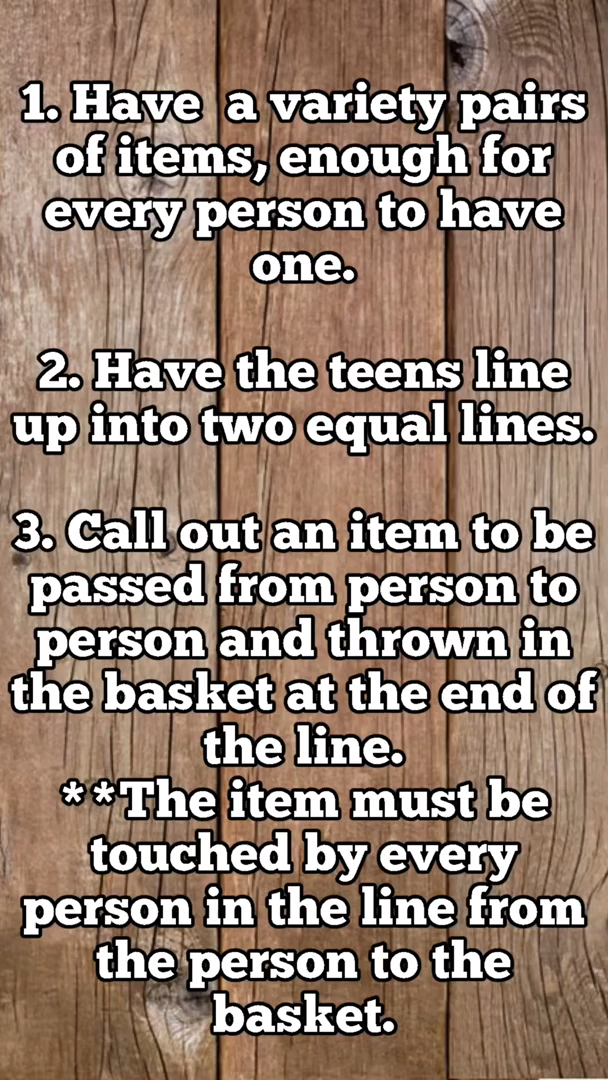 1. Have a variety pairs
of items, enough for
every person to have
one.
2. Have the teens line
up into two equal lines.
3. Call out an item to be
passed from person to
person and thrown in
the basket at the end of
the line.
**The item must be
touched by every
person in the line from
the person to the
basket.